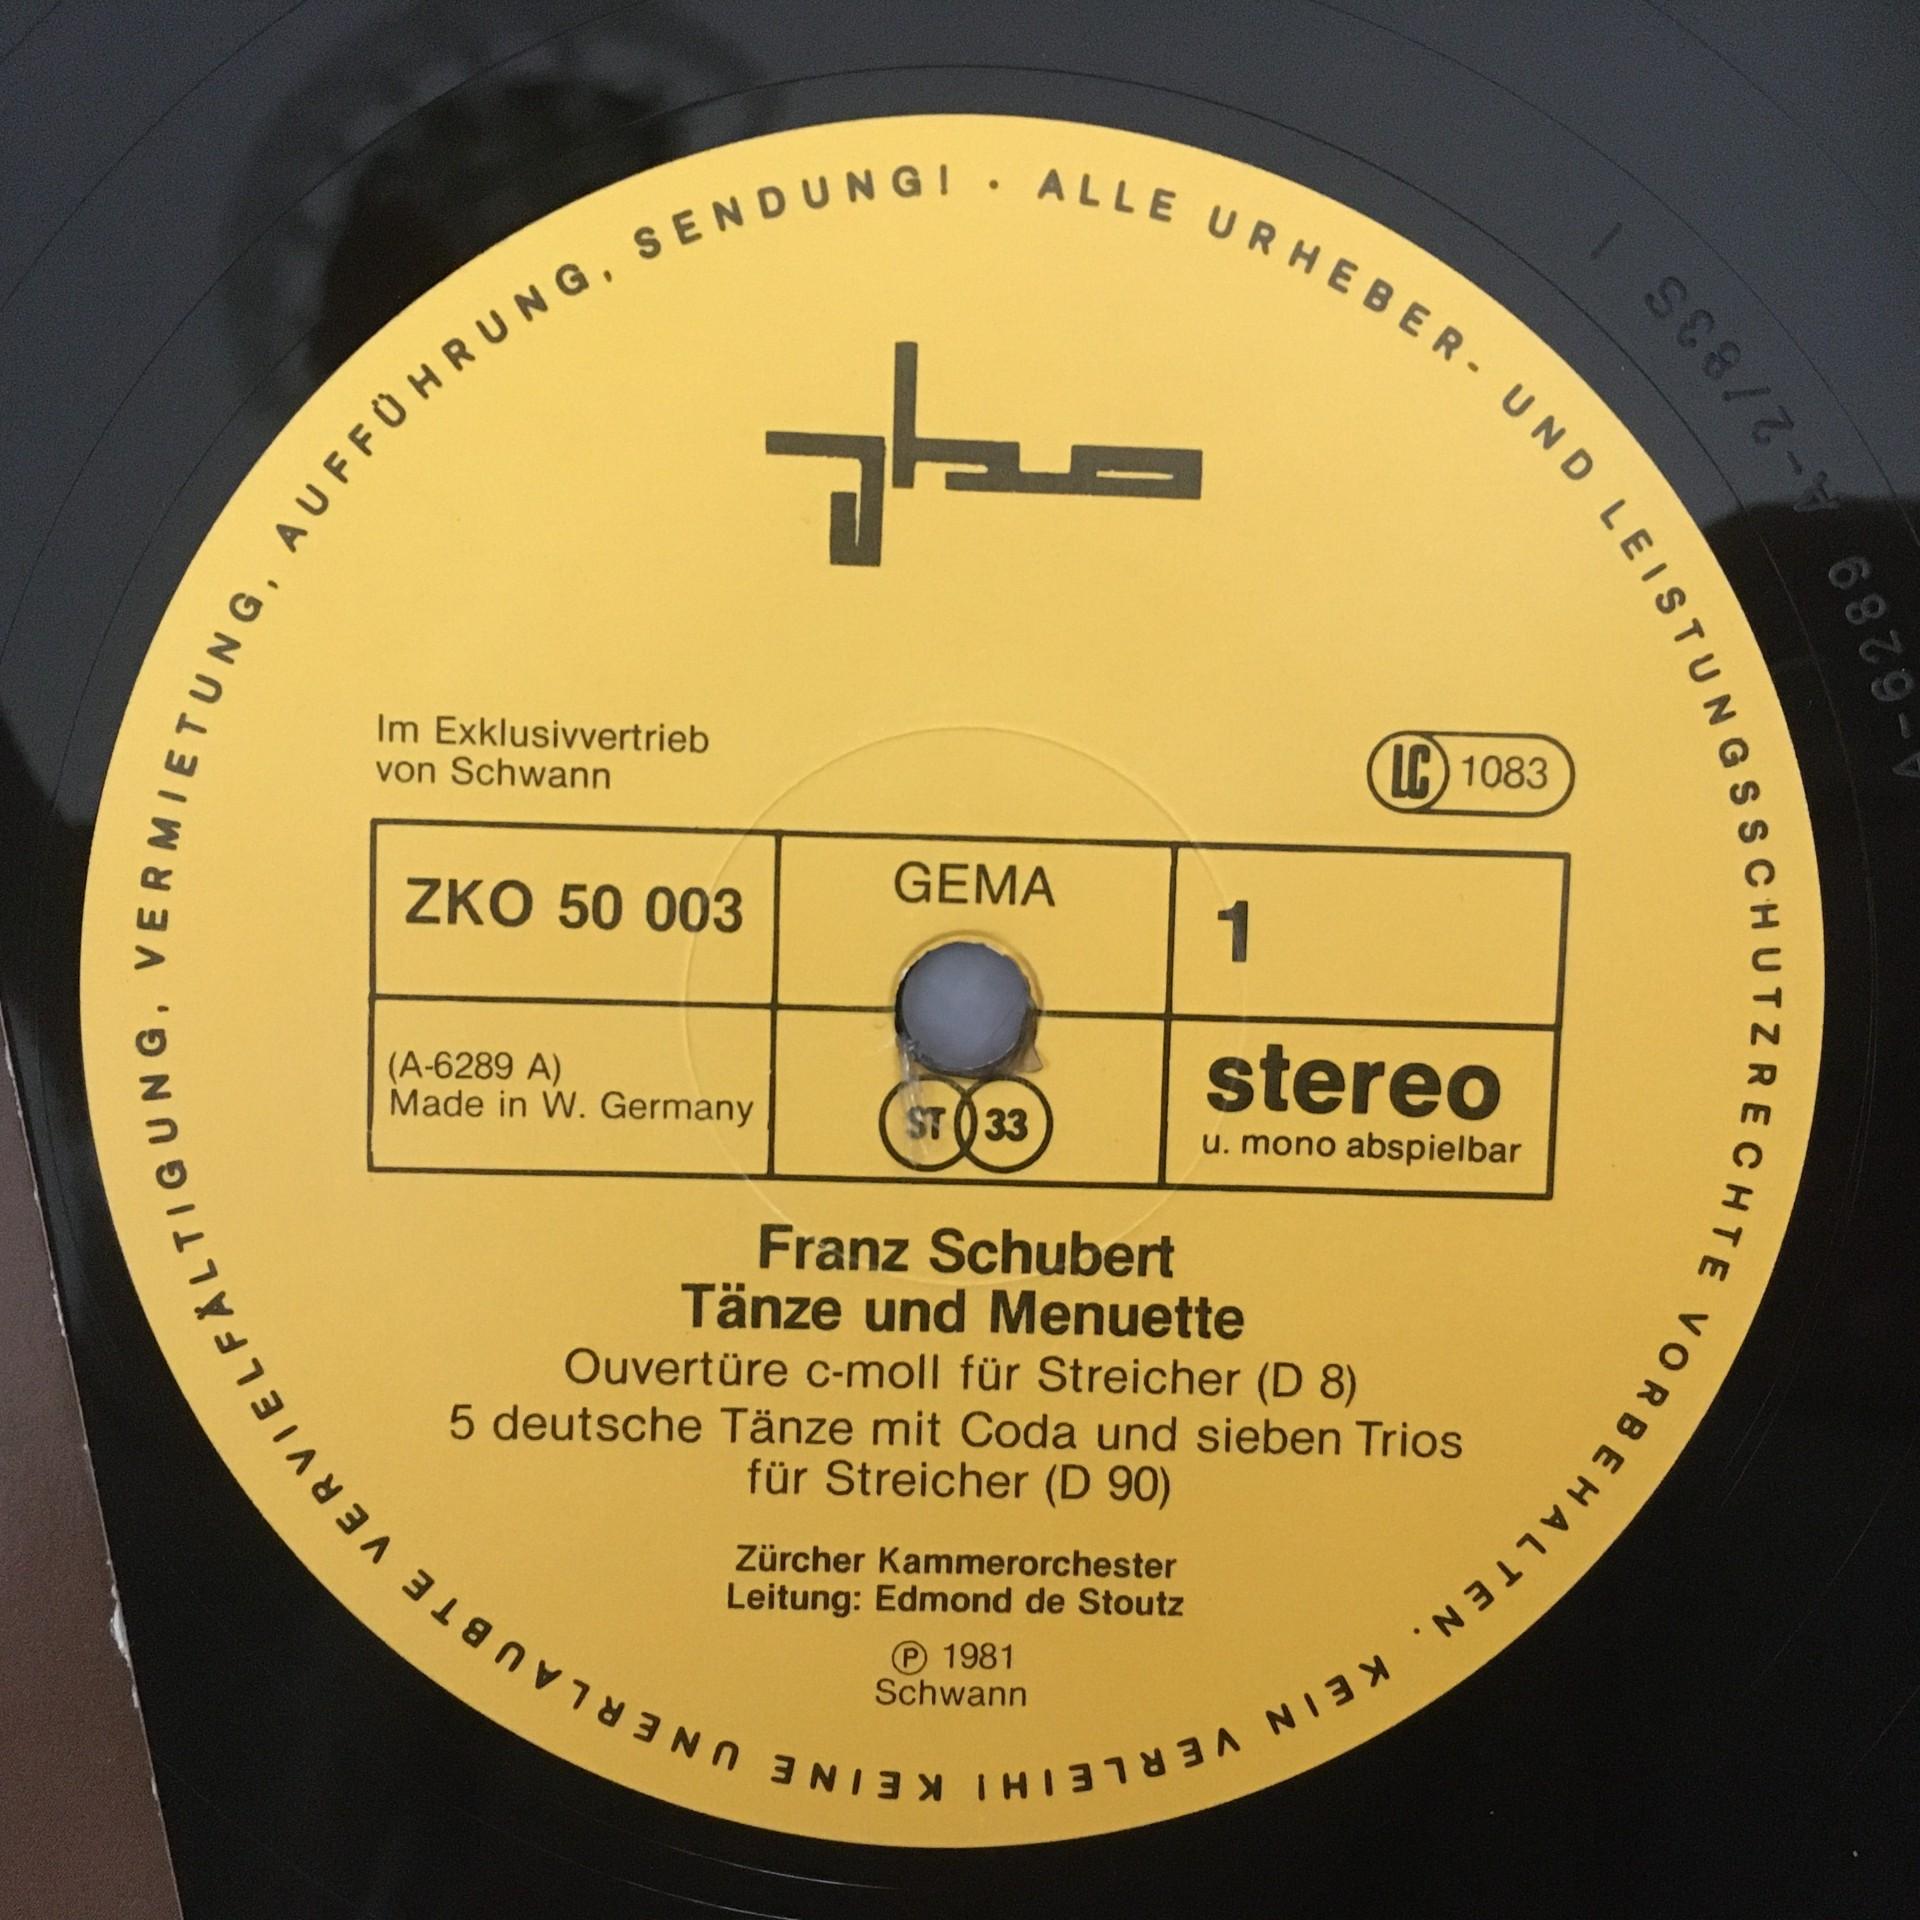 ALLE URHEBER- UND LEISTUNGSSCHUTZRECHTE VORBEHALTEN. KEIN VERLEIH! KEINE UNERLAUBTE VERVIELFÄLTIGUNG, VERMIETUNG, AUFFÜHRUNG, SENDUNG! ·
Im Exklusivvertrieb
von Schwann
LC 1083
ZKO 50 003
GEMA
1
(A-6289 A)
Made in W. Germany
ST 33
stereo
u. mono abspielbar
Franz Schubert
Tänze und Menuette
Ouvertüre c-moll für Streicher (D 8)
5 deutsche Tänze mit Coda und sieben Trios
für Streicher (D 90)
Zürcher Kammerorchester
Leitung: Edmond de Stoutz
Ⓟ 1981
Schwann